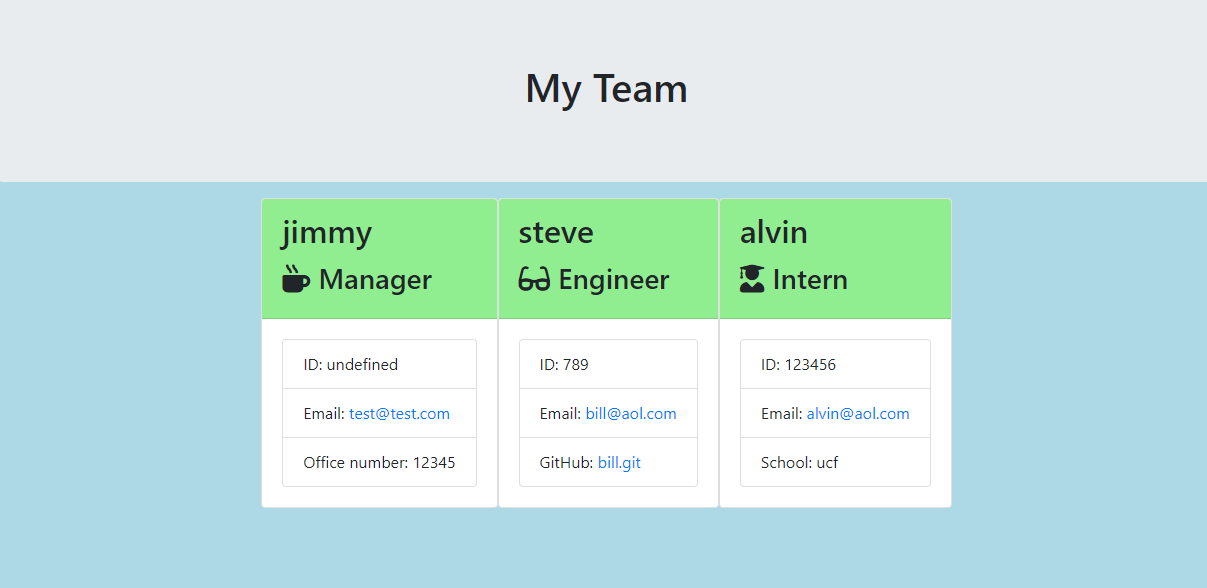 My Team
jimmy
Manager
ID: undefined
Email: test@test.com
Office number: 12345
steve
Engineer
ID: 789
Email: bill@aol.com
GitHub: bill.git
alvin
Intern
ID: 123456
Email: alvin@aol.com
School: ucf